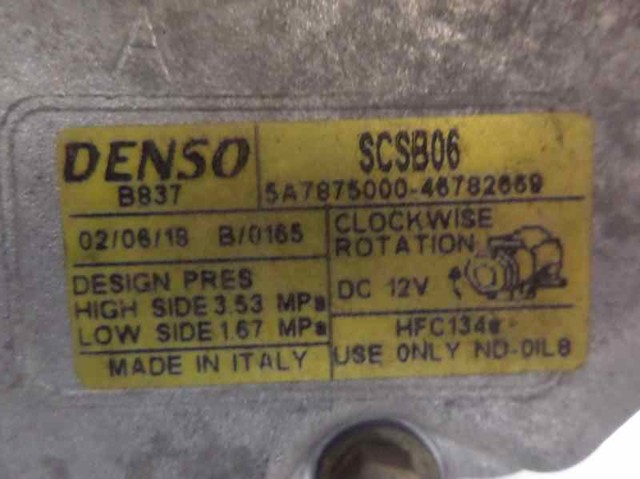 A
DENSO
B837
SCSB06
5A7875000-46782669
02/06/18 B/0165
CLOCKWISE
ROTATION
DC 12V
DESIGN PRES
HIGH SIDE 3.53 MPa
LOW SIDE 1.67 MPa
HFC134a
USE ONLY ND-OIL8
MADE IN ITALY